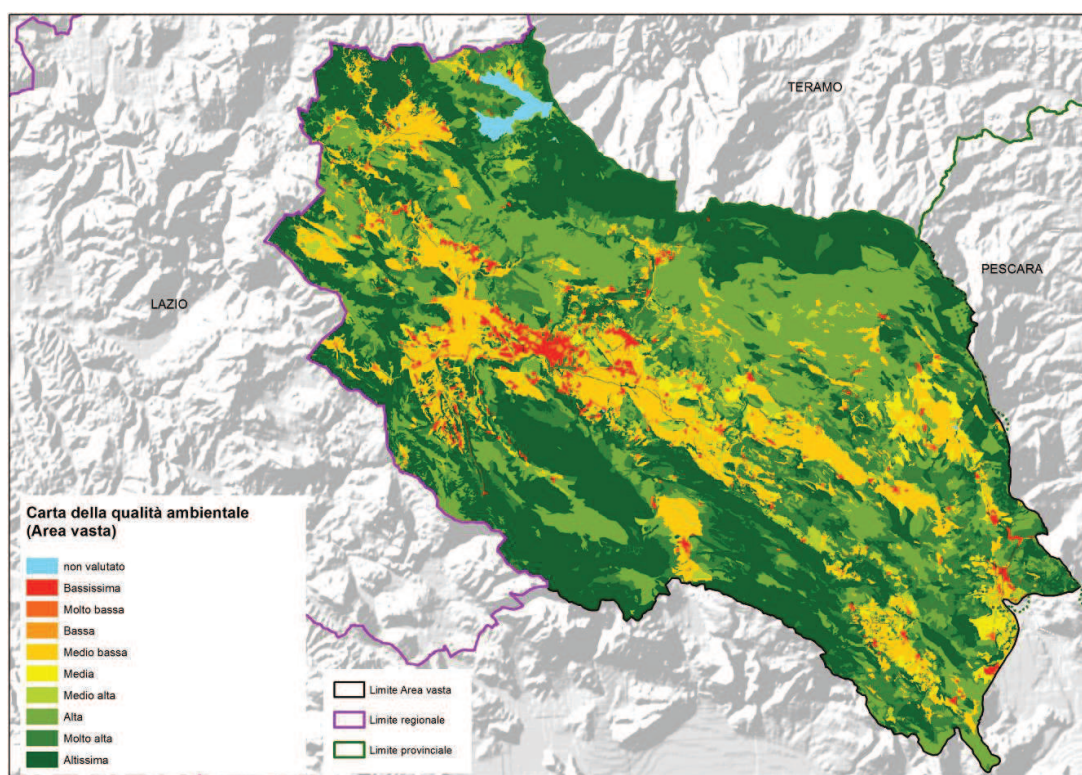 TERAMO
PESCARA
LAZIO
Carta della qualità ambientale
(Area vasta)
non valutato
Bassissima
Molto bassa
Bassa
Medio bassa
Media
Medio alta
Alta
Molto alta
Altissima
Limite Area vasta
Limite regionale
Limite provinciale